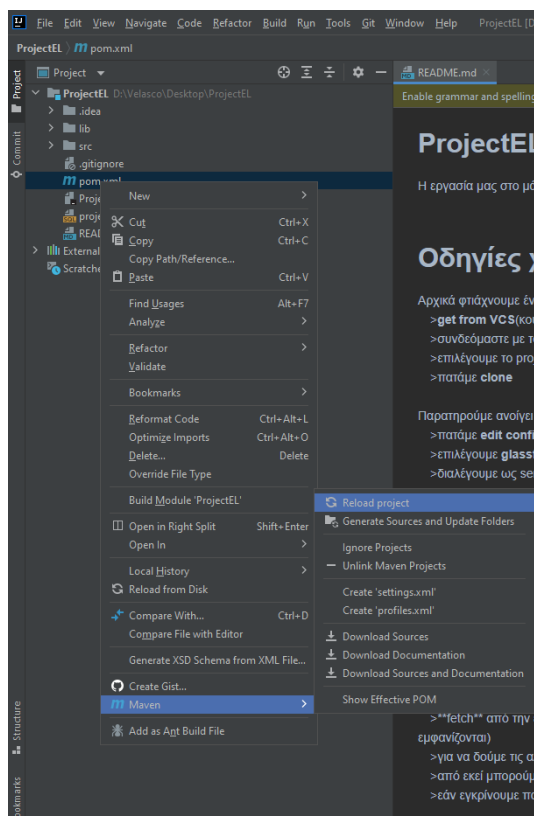 File Edit View Navigate Code Refactor Build Run Tools Git Window Help ProjectEL [D
ProjectEL pom.xml
Project
README.md
Project
ProjectEL D:\Velasco\Desktop\ProjectEL
Enable grammar and spelling
.idea
lib
src
.gitignore
pom.xml
Proje
proje
REA
External
Scratche
Commit
Structure
okmarks
New
Cut Ctrl+X
Copy Ctrl+C
Copy Path/Reference...
Paste Ctrl+V
Find Usages Alt+F7
Analyze
Refactor
Validate
Bookmarks
Reformat Code Ctrl+Alt+L
Optimize Imports Ctrl+Alt+O
Delete... Delete
Override File Type
Build Module 'ProjectEL'
Open in Right Split Shift+Enter
Open In
Local History
Reload from Disk
Compare With... Ctrl+D
Compare File with Editor
Generate XSD Schema from XML File...
Create Gist...
Maven
Add as Ant Build File
Reload project
Generate Sources and Update Folders
Ignore Projects
Unlink Maven Projects
Create 'settings.xml'
Create 'profiles.xml'
Download Sources
Download Documentation
Download Sources and Documentation
Show Effective POM
ProjectEL
Η εργασία μας στο μά
Οδηγίες
Αρχικά φτιάχνουμε έν
>get from VCS(κου
>συνδεόμαστε με τ
>επιλέγουμε το proj
>πατάμε clone
Παρατηρούμε ανοίγει
>πατάμε edit confi
>επιλέγουμε glassf
>διαλέγουμε ως se
>**fetch** από την
εμφανίζονται)
>για να δούμε τις α
>από εκεί μπορούμ
>εάν εγκρίνουμε πα